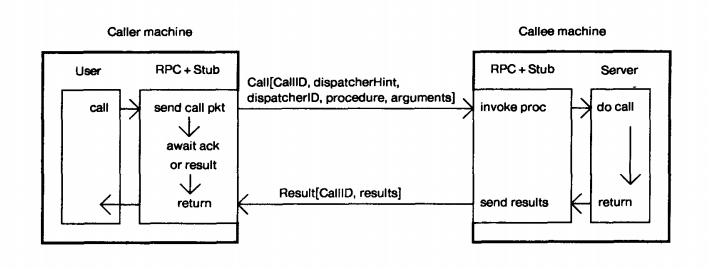 Caller machine
Callee machine
User
RPC + Stub
RPC + Stub
Server
Call[CallID, dispatcherHint,
dispatcherID, procedure, arguments]
call
send call pkt
invoke proc
do call
await ack
or result
Result[CallID, results]
return
send results
return